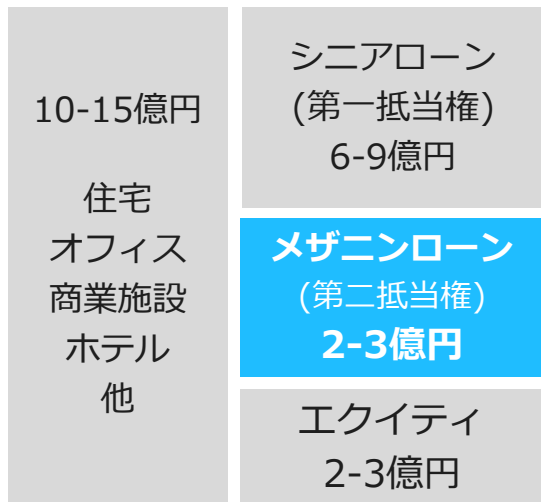 10-15億円
住宅
オフィス
商業施設
ホテル
他
シニアローン
(第一抵当権)
6-9億円
メザニンローン
(第二抵当権)
2-3億円
エクイティ
2-3億円